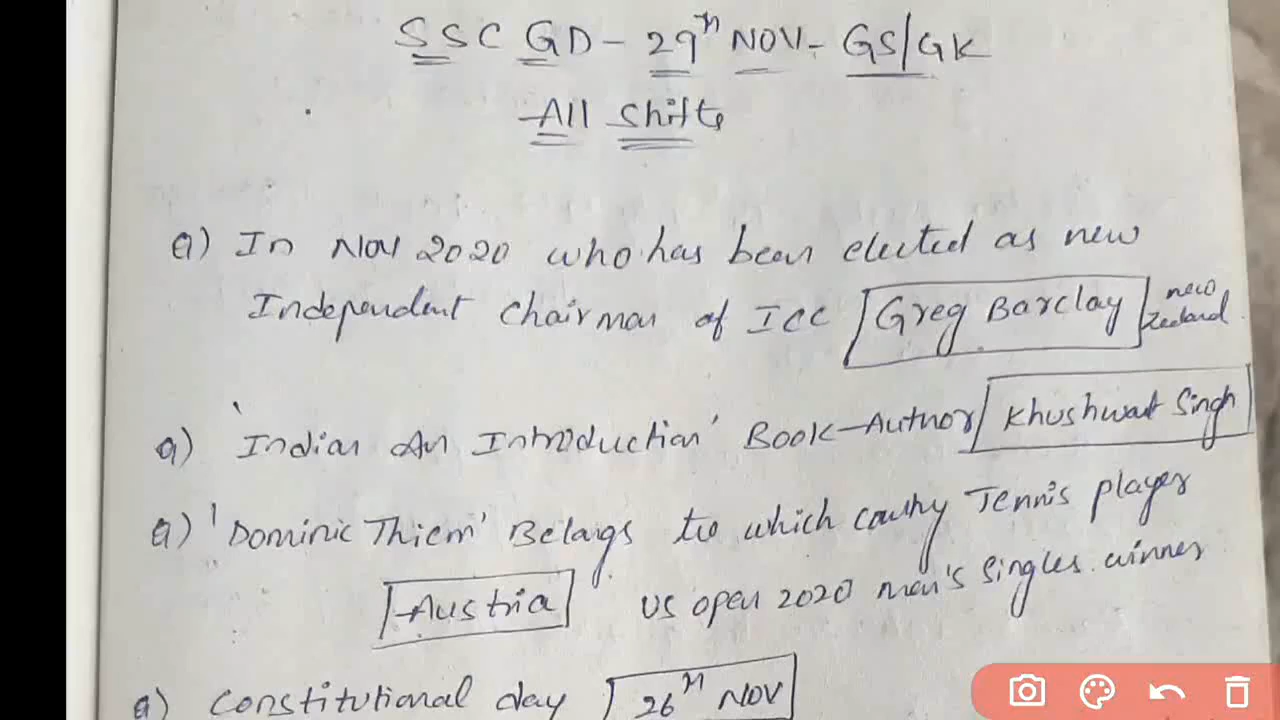 SSC GD - 29th NOV - GS/GK
All Shifts
Q) In Nov 2020 who has been elected as new
Independent Chairman of ICC Greg Barclay new Zealand
Q) 'Indian An Introduction' Book - Author Khushwat Singh
Q) 'Dominic Thiem' Belongs to which country Tennis player
Austria US open 2020 men's singles winner
Q) Constitutional day 26th NOV